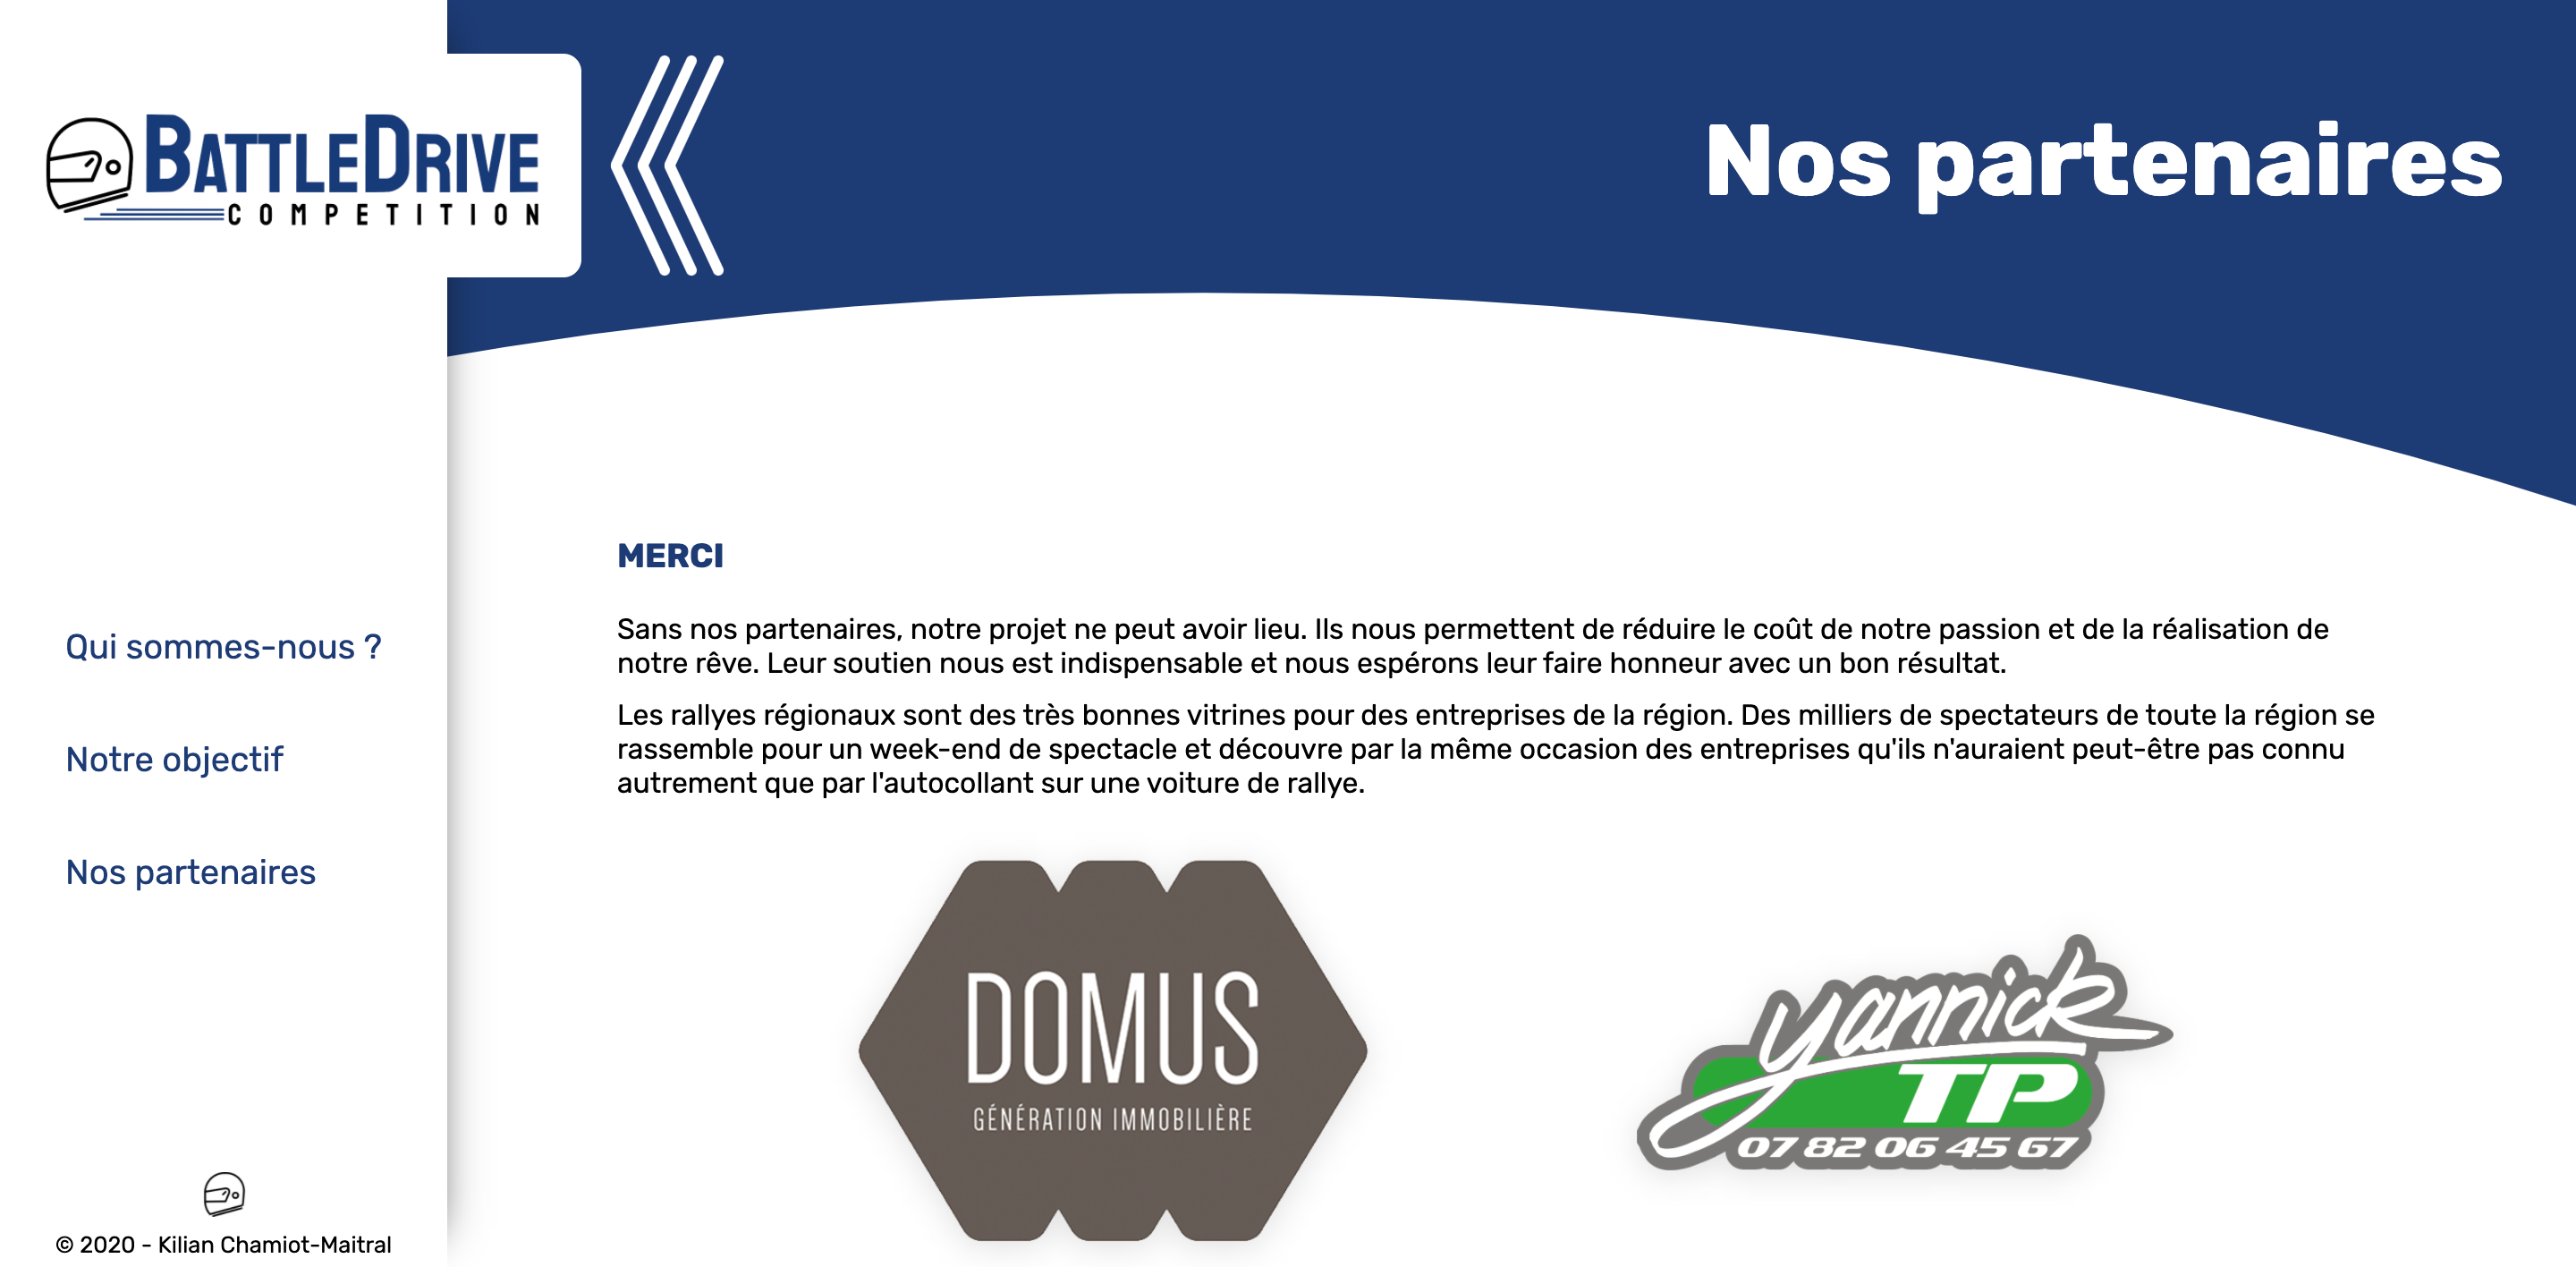 BATTLEDRIVE
COMPETITION
Nos partenaires
Qui sommes-nous ?
Notre objectif
Nos partenaires
© 2020 - Kilian Chamiot-Maitral
MERCI
Sans nos partenaires, notre projet ne peut avoir lieu. Ils nous permettent de réduire le coût de notre passion et de la réalisation de
notre rêve. Leur soutien nous est indispensable et nous espérons leur faire honneur avec un bon résultat.
Les rallyes régionaux sont des très bonnes vitrines pour des entreprises de la région. Des milliers de spectateurs de toute la région se
rassemble pour un week-end de spectacle et découvre par la même occasion des entreprises qu'ils n'auraient peut-être pas connu
autrement que par l'autocollant sur une voiture de rallye.
DOMUS
GÉNÉRATION IMMOBILIÈRE
yannick
TP
07 82 06 45 67